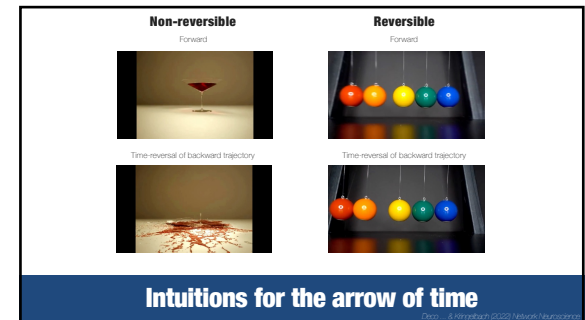 Non-reversible
Forward
Time-reversal of backward trajectory
Reversible
Forward
Time-reversal of backward trajectory
Intuitions for the arrow of time
Deco ... & Kringelbach (2022) Network Neuroscience